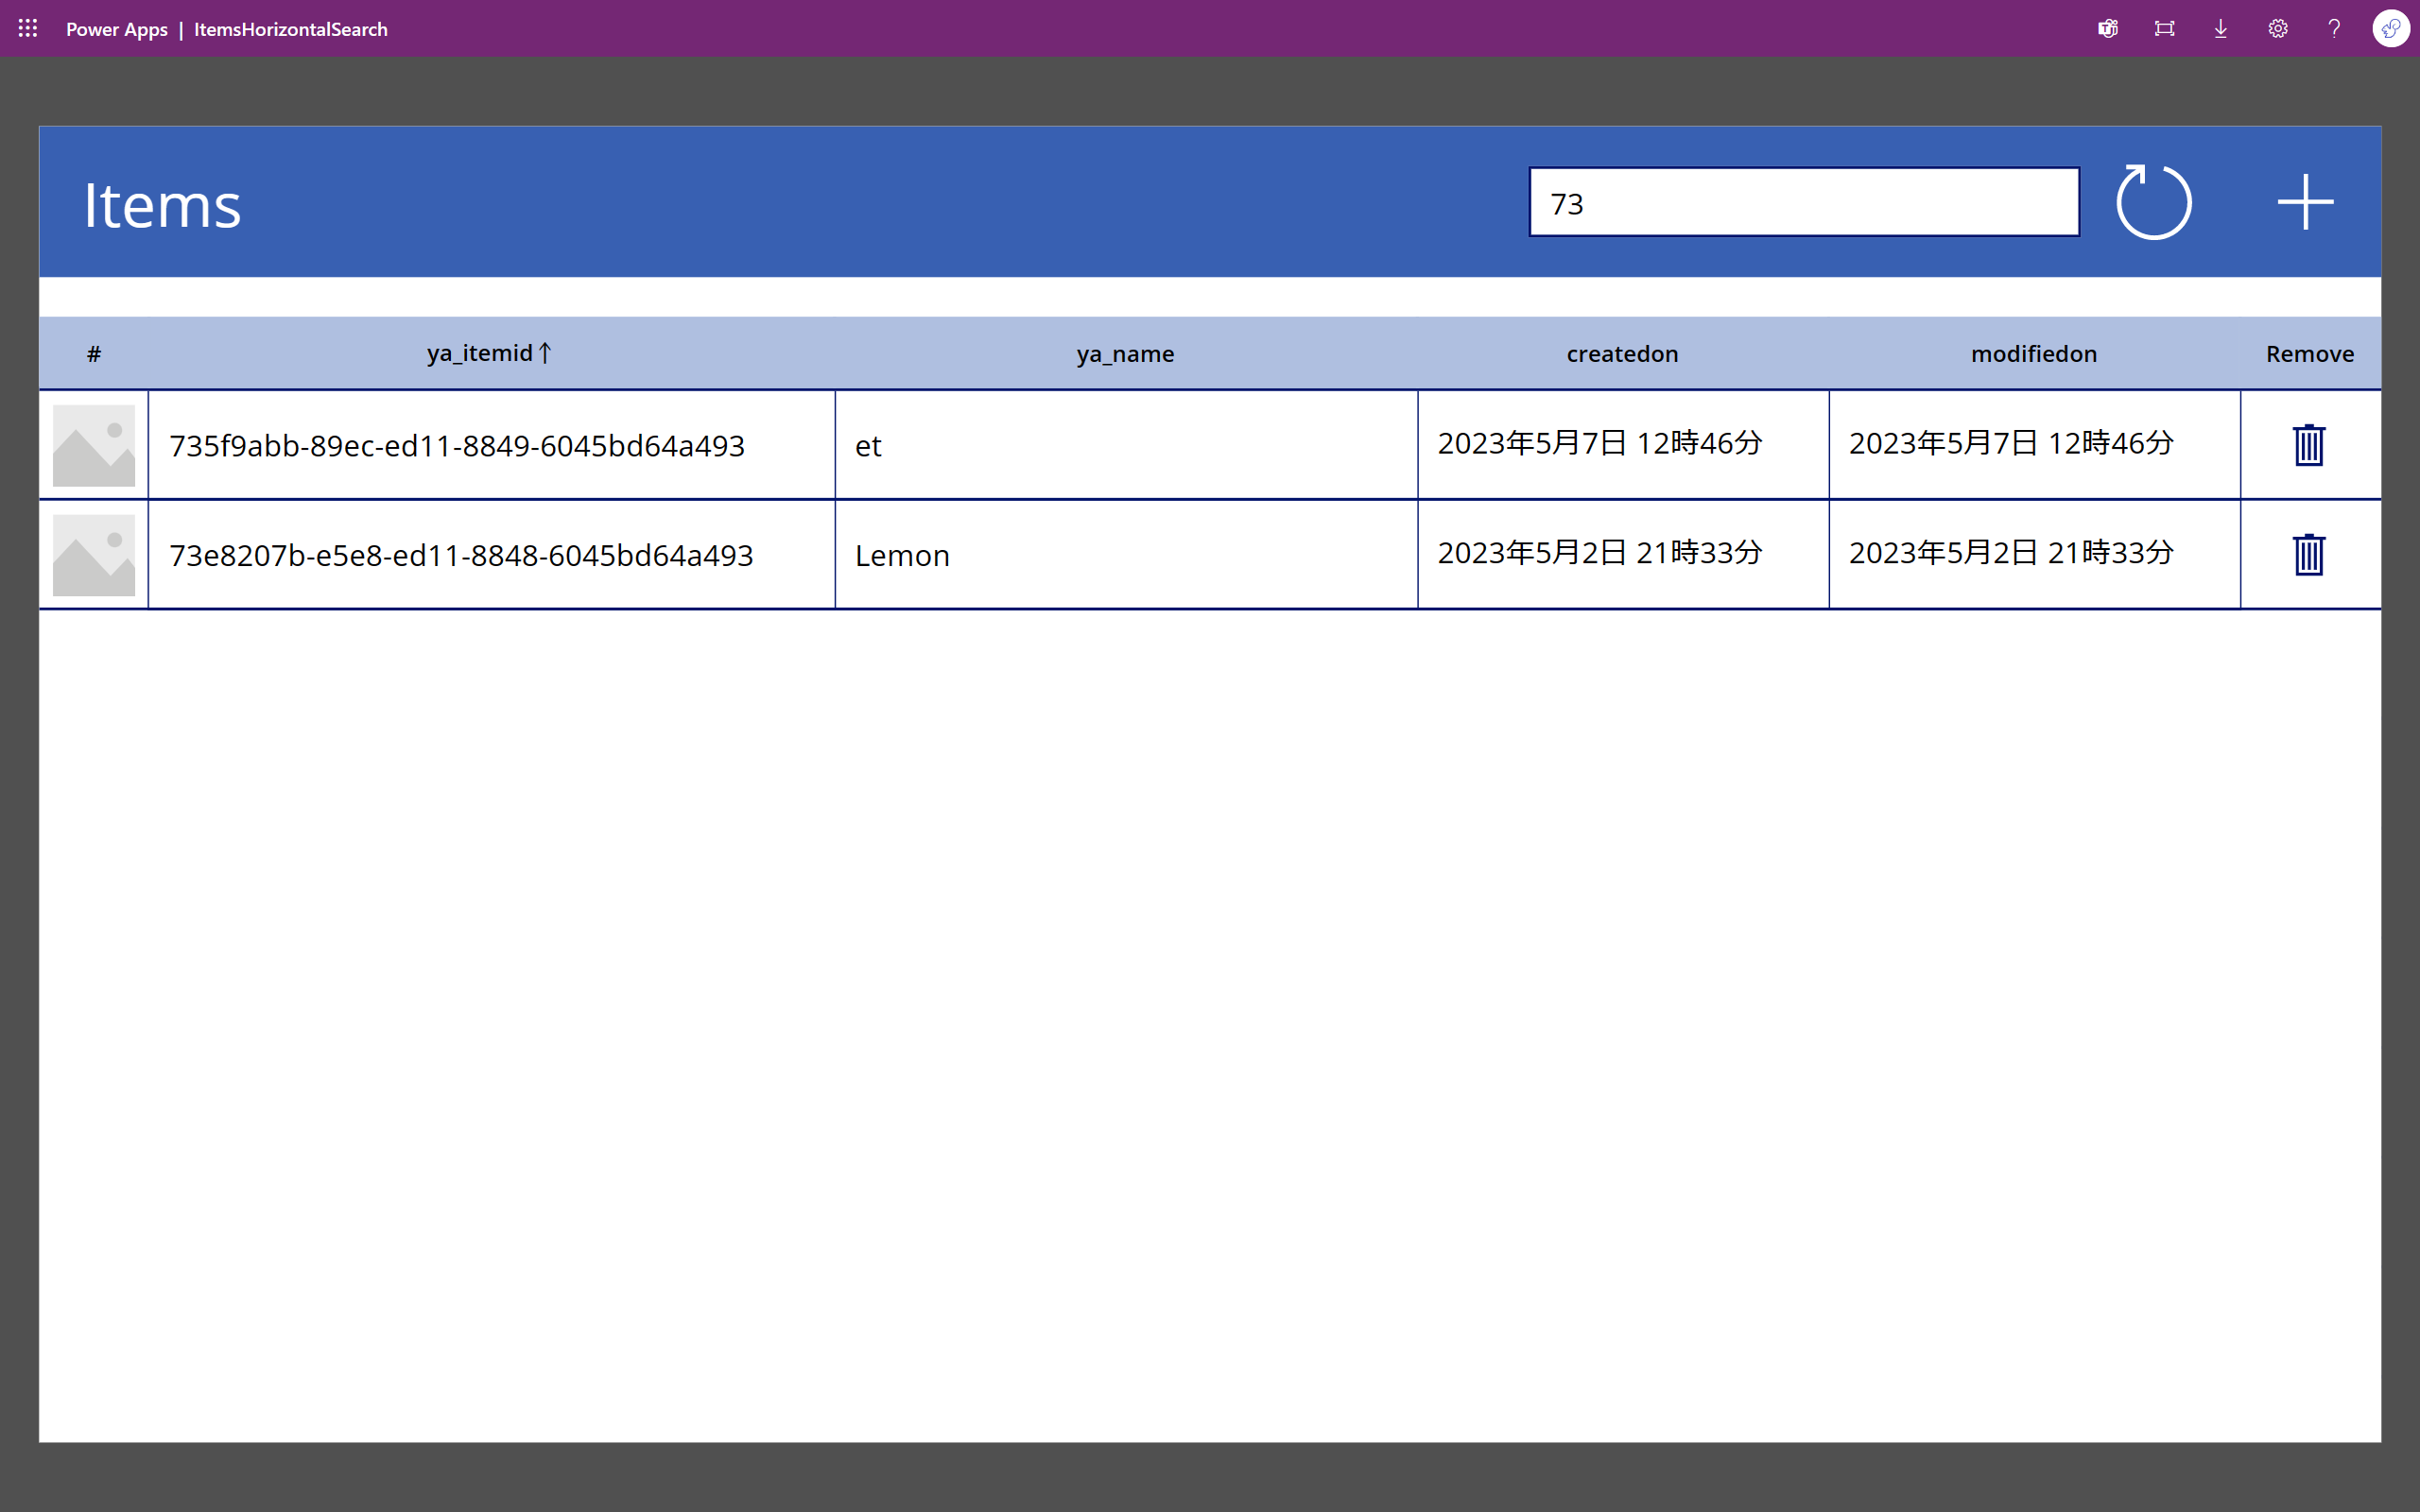 Power Apps | ItemsHorizontalSearch
Items
73
# ya_itemid↑ ya_name createdon modifiedon Remove
735f9abb-89ec-ed11-8849-6045bd64a493 et 2023年5月7日 12時46分 2023年5月7日 12時46分
73e8207b-e5e8-ed11-8848-6045bd64a493 Lemon 2023年5月2日 21時33分 2023年5月2日 21時33分